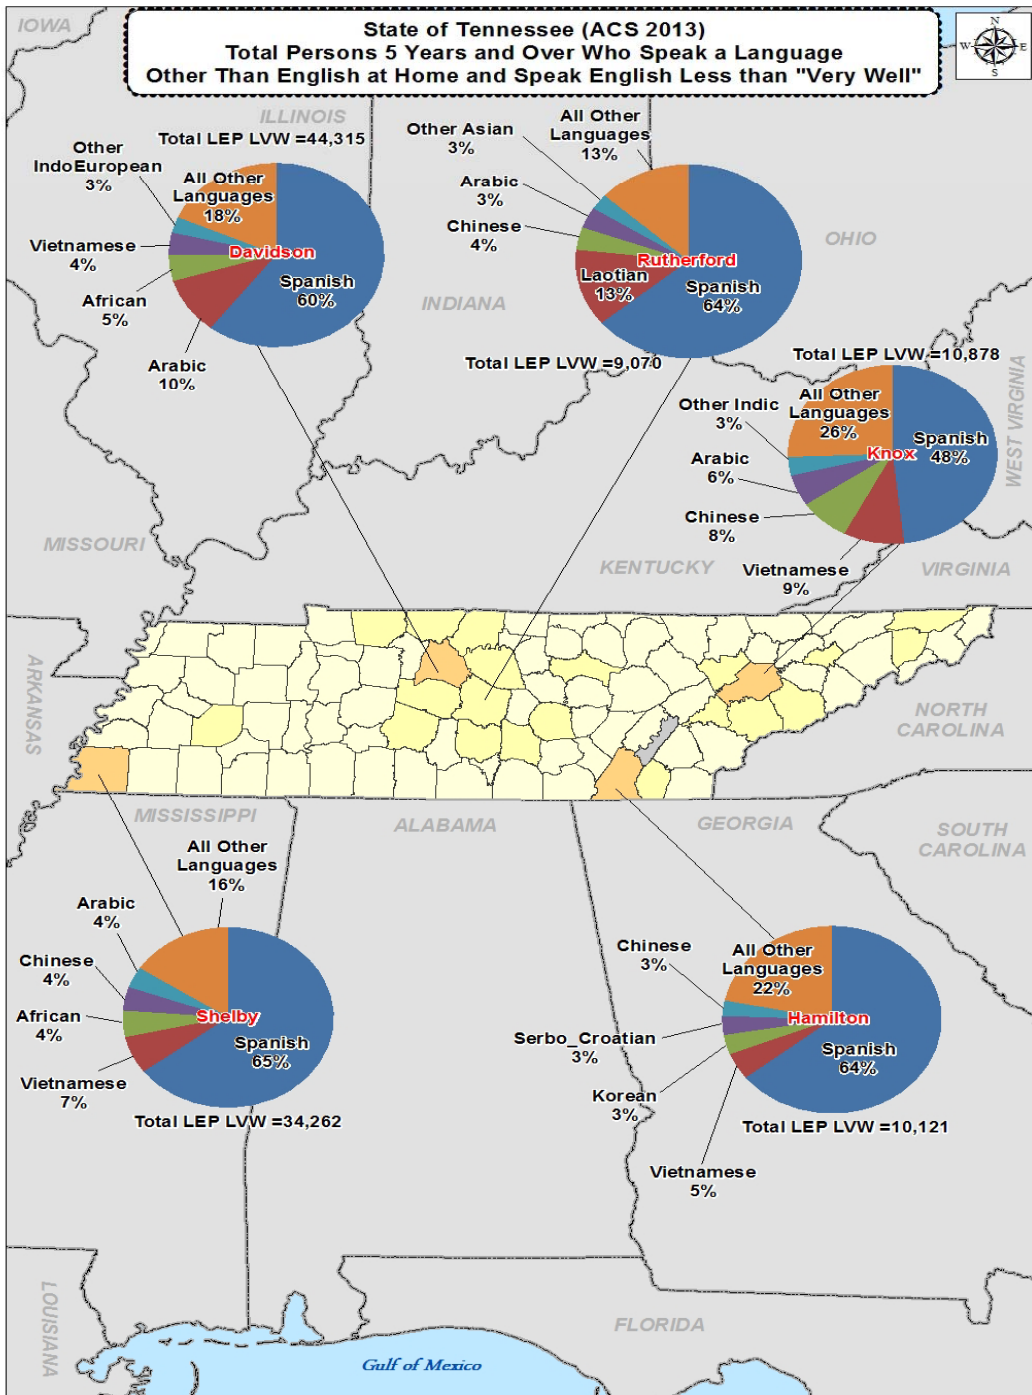 IOWA
State of Tennessee (ACS 2013)
Total Persons 5 Years and Over Who Speak a Language
Other Than English at Home and Speak English Less than "Very Well"
N
W
E
S
ILLINOIS
Total LEP LVW =44,315
Other
IndoEuropean
3%
All Other
Languages
18%
Vietnamese
4%
Davidson
African
5%
Spanish
60%
Arabic
10%
Other Asian
3%
All Other
Languages
13%
Arabic
3%
Chinese
4%
Rutherford
Laotian
13%
Spanish
64%
Total LEP LVW =9,070
INDIANA
OHIO
Total LEP LVW =10,878
Other Indic
3%
All Other
Languages
26%
Spanish
48%
Knox
Arabic
6%
Chinese
8%
Vietnamese
9%
WEST VIRGINIA
MISSOURI
KENTUCKY
VIRGINIA
ARKANSAS
NORTH
CAROLINA
MISSISSIPPI
ALABAMA
GEORGIA
SOUTH
CAROLINA
All Other
Languages
16%
Arabic
4%
Chinese
4%
African
4%
Shelby
Spanish
65%
Vietnamese
7%
Total LEP LVW =34,262
Chinese
3%
All Other
Languages
22%
Hamilton
Serbo_Croatian
3%
Spanish
64%
Korean
3%
Total LEP LVW =10,121
Vietnamese
5%
LOUISIANA
FLORIDA
Gulf of Mexico